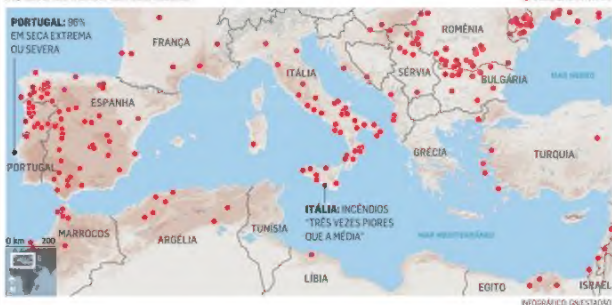 PORTUGAL: 96%
EM SECA EXTREMA
OU SEVERA
FRANÇA
ROMÊNIA
ITÁLIA
SÉRVIA
BULGÁRIA
MAR NEGRO
ESPANHA
PORTUGAL
GRÉCIA
TURQUIA
ITÁLIA: INCÊNDIOS
"TRÊS VEZES PIORES
QUE A MÉDIA"
MAR MEDITERRÂNEO
0 km 200
MARROCOS
ARGÉLIA
TUNÍSIA
LÍBIA
EGITO
ISRAEL
INFOGRÁFICO/ESTADÃO